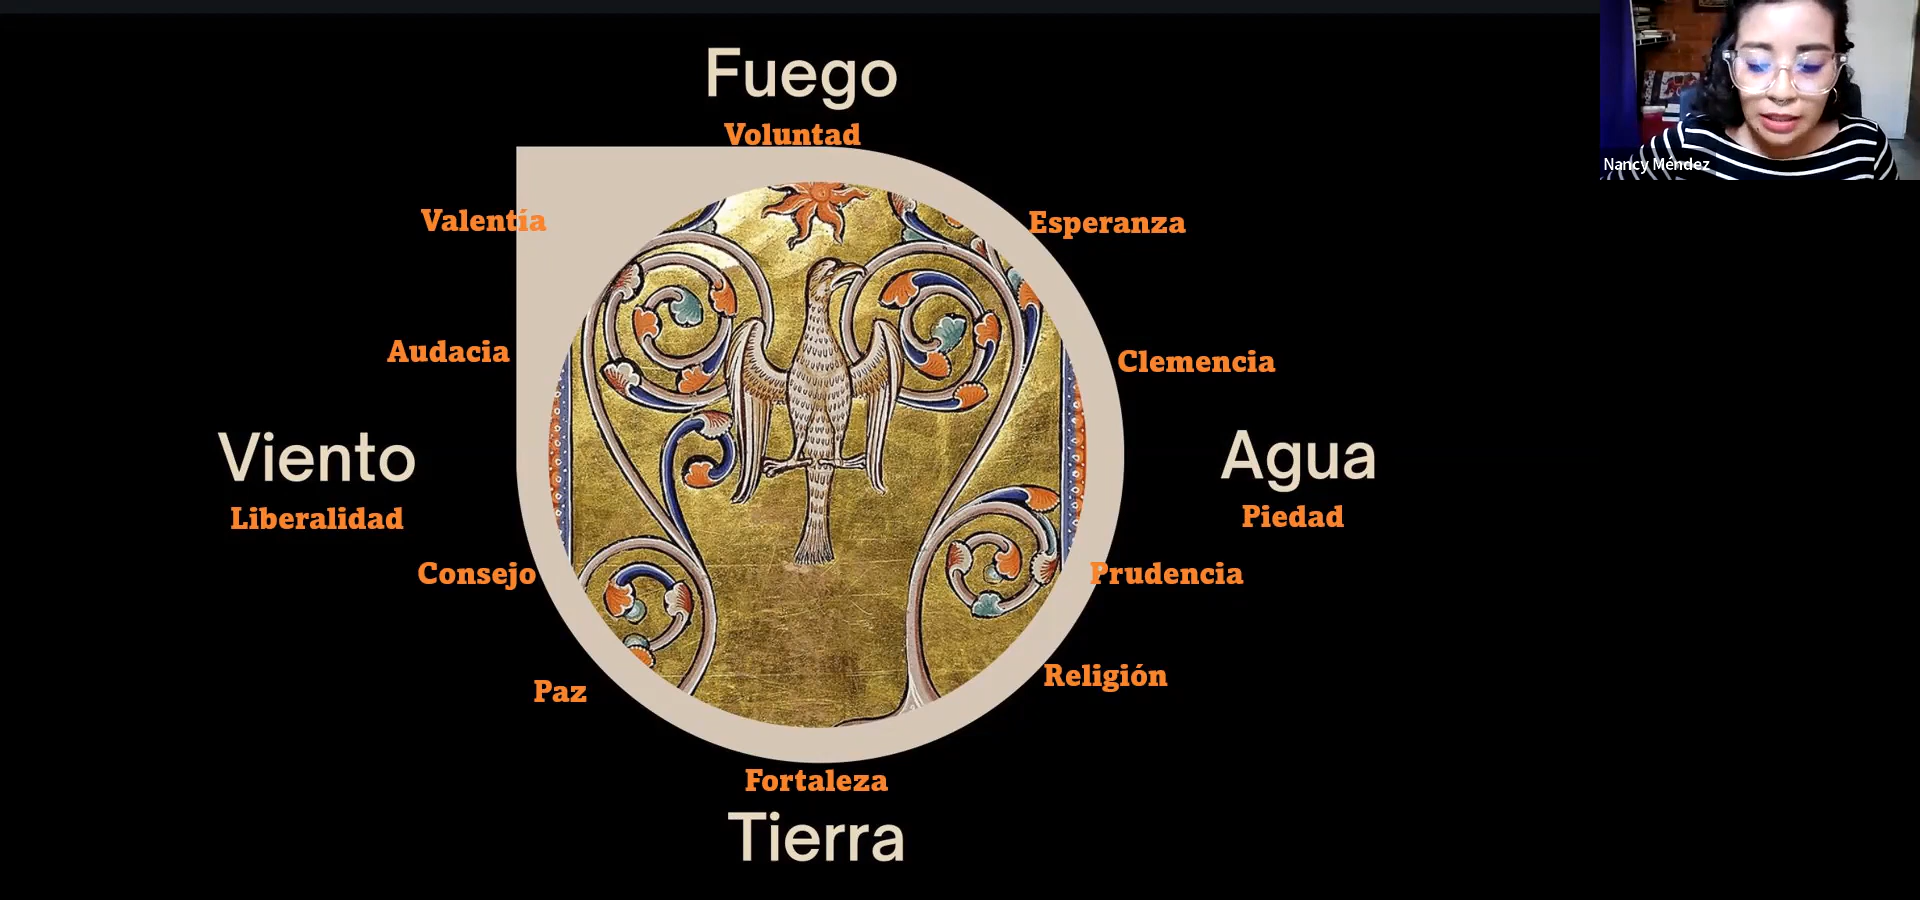 Fuego
Voluntad
Nancy Méndez
Valentía
Esperanza
Audacia
Clemencia
Viento
Agua
Liberalidad
Piedad
Consejo
Prudencia
Paz
Religión
Fortaleza
Tierra